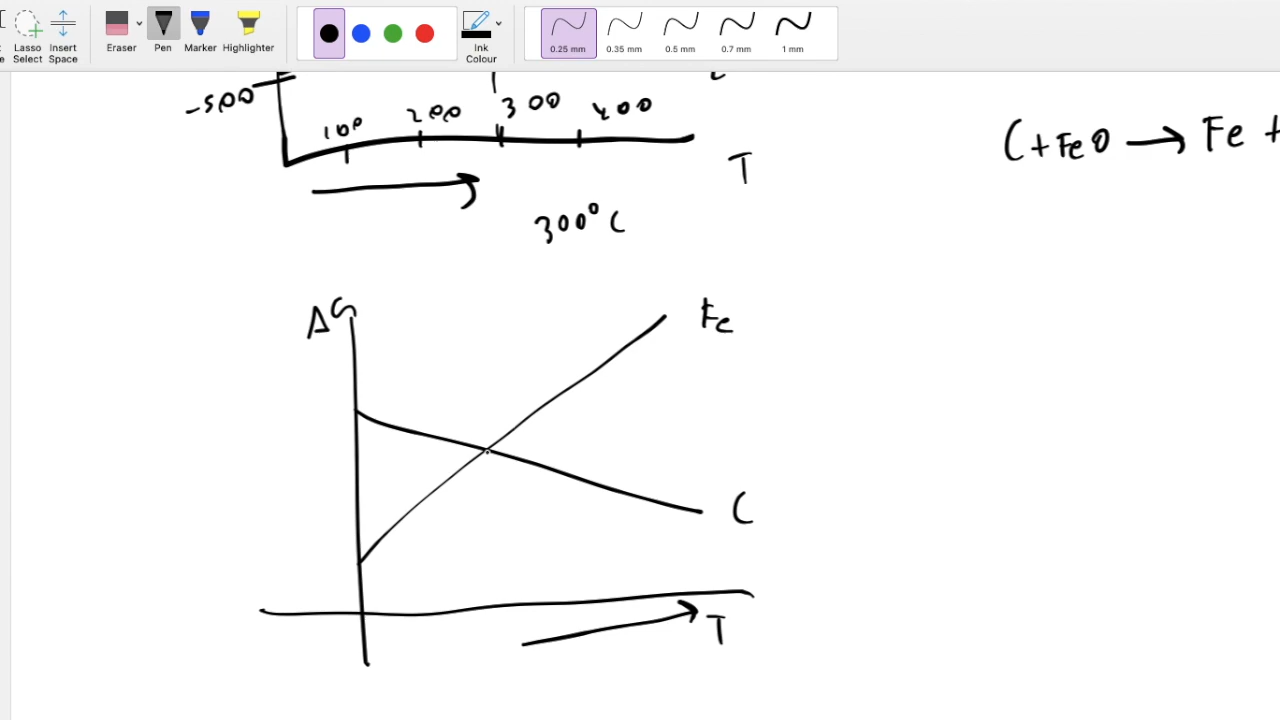 Lasso Select
Insert Space
Eraser
Pen
Marker
Highlighter
Ink Colour
0.25 mm
0.35 mm
0.5 mm
0.7 mm
1 mm
-500
100 200 300 400
T
300°C
C + FeO → Fe +
ΔG
Fe
C
T